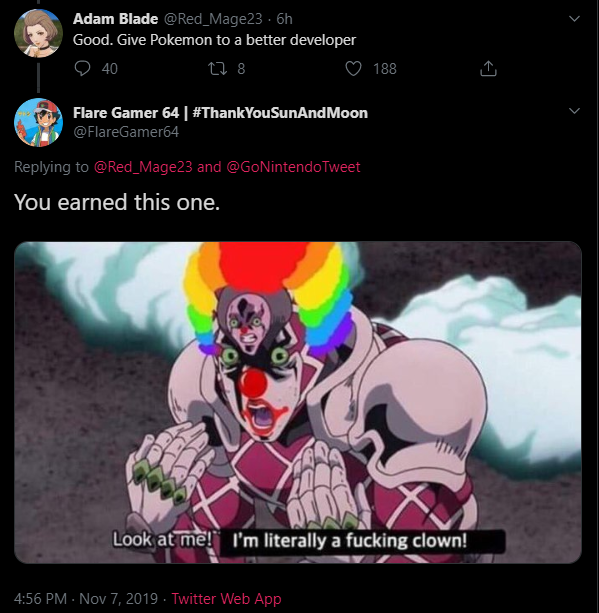 Adam Blade @Red_Mage23 · 6h
Good. Give Pokemon to a better developer
40 8 188
Flare Gamer 64 | #ThankYouSunAndMoon
@FlareGamer64
Replying to @Red_Mage23 and @GoNintendoTweet
You earned this one.
Look at me! I'm literally a fucking clown!
4:56 PM · Nov 7, 2019 · Twitter Web App